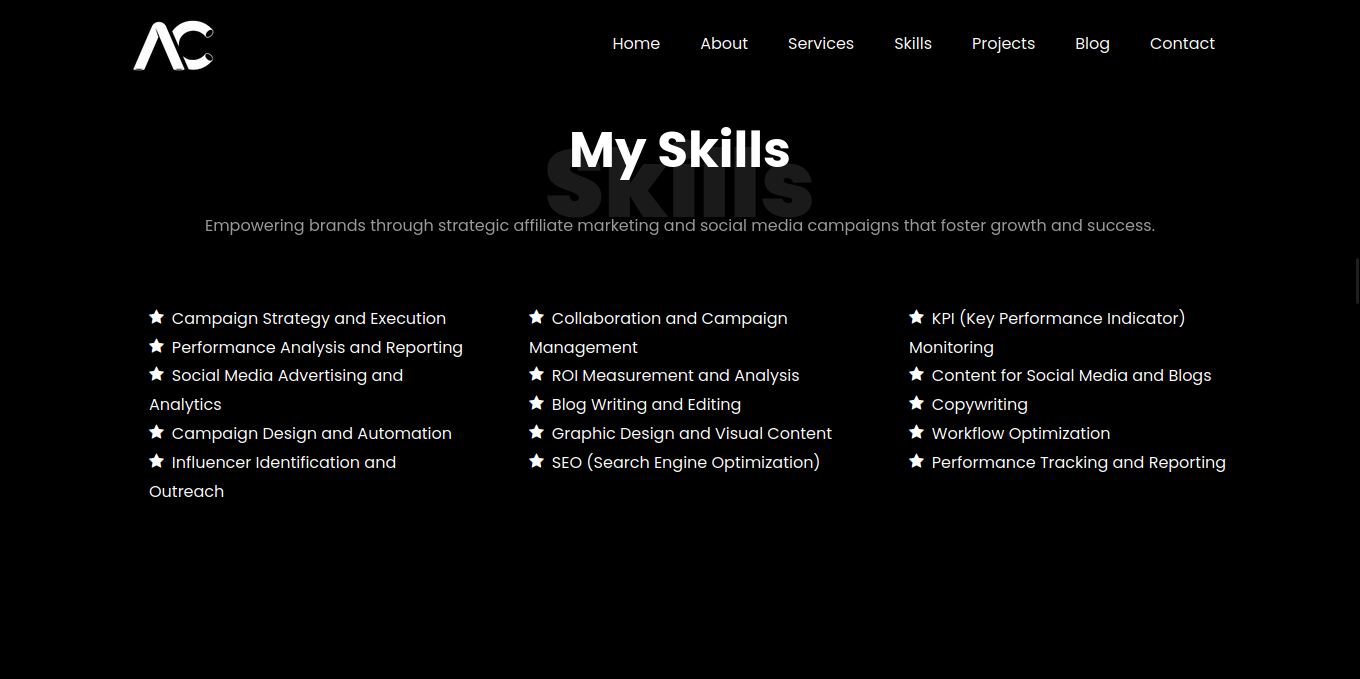 AC
Home About Services Skills Projects Blog Contact
My Skills
Skills
Empowering brands through strategic affiliate marketing and social media campaigns that foster growth and success.
Campaign Strategy and Execution
Performance Analysis and Reporting
Social Media Advertising and
Analytics
Campaign Design and Automation
Influencer Identification and
Outreach
Collaboration and Campaign
Management
ROI Measurement and Analysis
Blog Writing and Editing
Graphic Design and Visual Content
SEO (Search Engine Optimization)
KPI (Key Performance Indicator)
Monitoring
Content for Social Media and Blogs
Copywriting
Workflow Optimization
Performance Tracking and Reporting